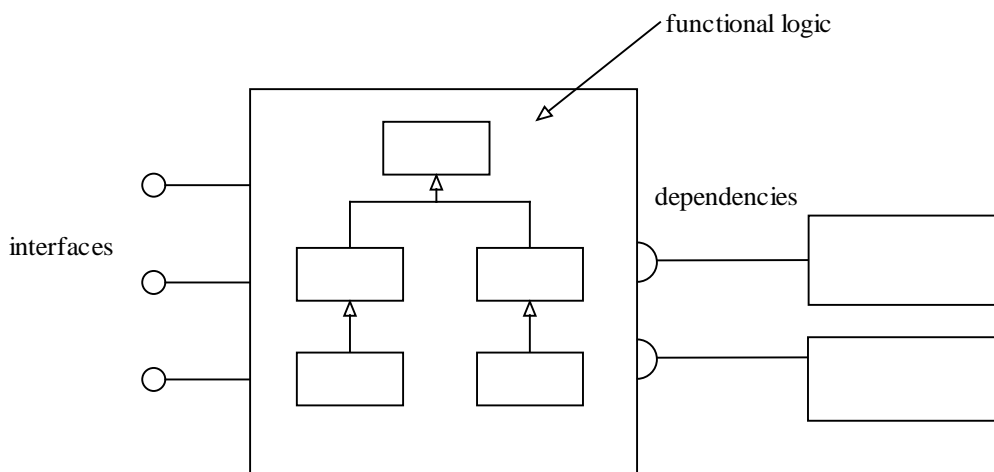 functional logic
dependencies
interfaces